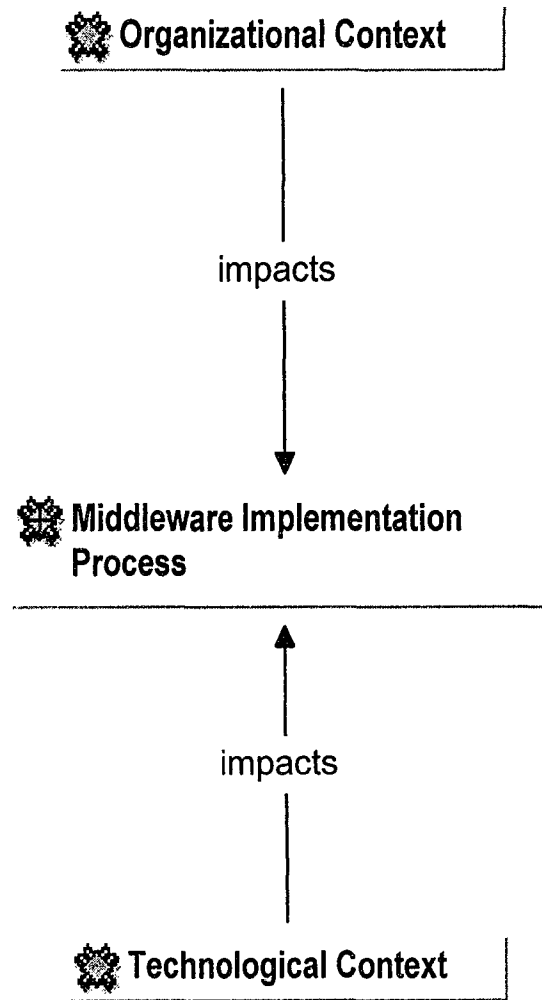 Organizational Context
impacts
Middleware Implementation
Process
impacts
Technological Context